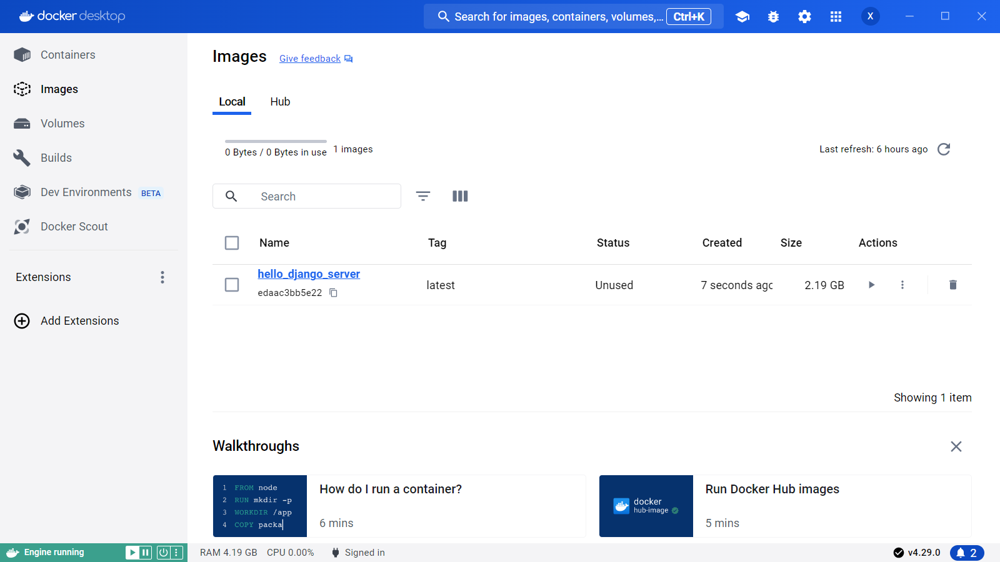 docker desktop
Search for images, containers, volumes,... Ctrl+K
X
Containers
Images
Volumes
Builds
Dev Environments BETA
Docker Scout
Extensions
Add Extensions
Images Give feedback
Local Hub
0 Bytes / 0 Bytes in use 1 images
Last refresh: 6 hours ago
Search
Name Tag Status Created Size Actions
hello_django_server
edaac3bb5e22
latest Unused 7 seconds ago 2.19 GB
Showing 1 item
Walkthroughs
1 FROM node
2 RUN mkdir -p
3 WORKDIR /app
4 COPY packa
How do I run a container?
6 mins
docker
hub-image
Run Docker Hub images
5 mins
Engine running
RAM 4.19 GB CPU 0.00% Signed in
v4.29.0
2